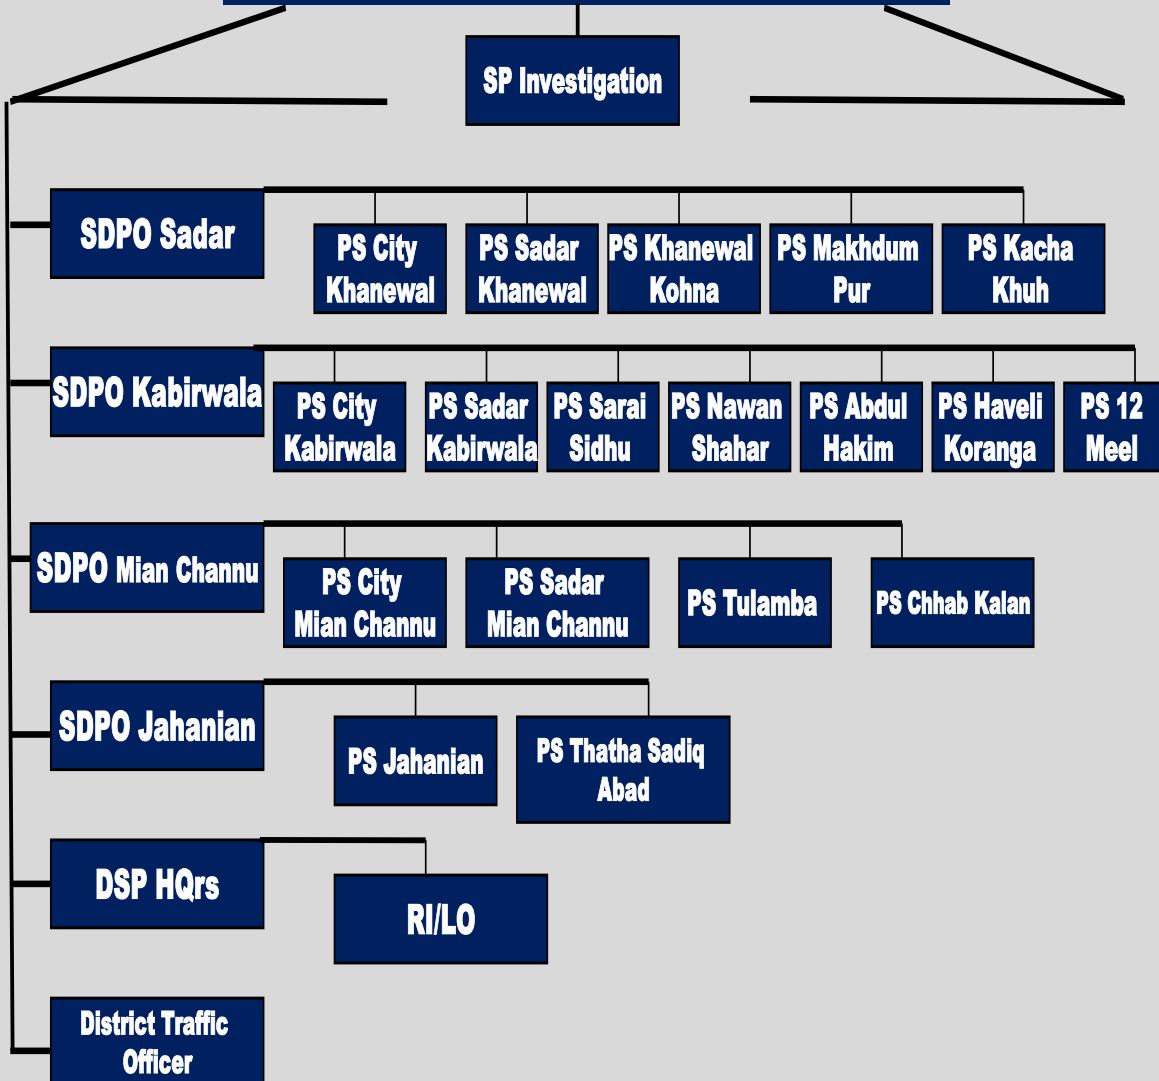 SP Investigation
SDPO Sadar
PS City
Khanewal
PS Sadar
Khanewal
PS Khanewal
Kohna
PS Makhdum
Pur
PS Kacha
Khuh
SDPO Kabirwala
PS City
Kabirwala
PS Sadar
Kabirwala
PS Sarai
Sidhu
PS Nawan
Shahar
PS Abdul
Hakim
PS Haveli
Koranga
PS 12
Meel
SDPO Mian Channu
PS City
Mian Channu
PS Sadar
Mian Channu
PS Tulamba
PS Chhab Kalan
SDPO Jahanian
PS Jahanian
PS Thatha Sadiq
Abad
DSP HQrs
RI/LO
District Traffic
Officer